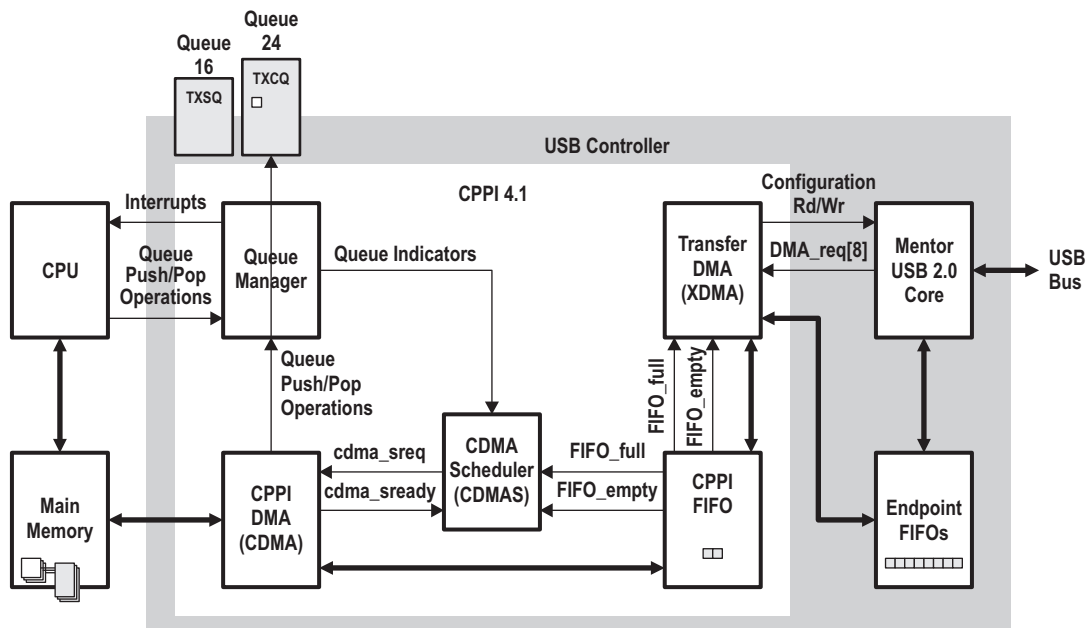 Queue
24
Queue
16
TXSQ
TXCQ
USB Controller
CPPI 4.1
Interrupts
Queue
Push/Pop
Operations
CPU
Queue
Manager
Queue Indicators
Transfer
DMA
(XDMA)
Configuration
Rd/Wr
DMA_req[8]
Mentor
USB 2.0
Core
USB
Bus
Queue
Push/Pop
Operations
FIFO_full
FIFO_empty
cdma_sreq
cdma_sready
CDMA
Scheduler
(CDMAS)
FIFO_full
FIFO_empty
Main
Memory
CPPI
DMA
(CDMA)
CPPI
FIFO
Endpoint
FIFOs